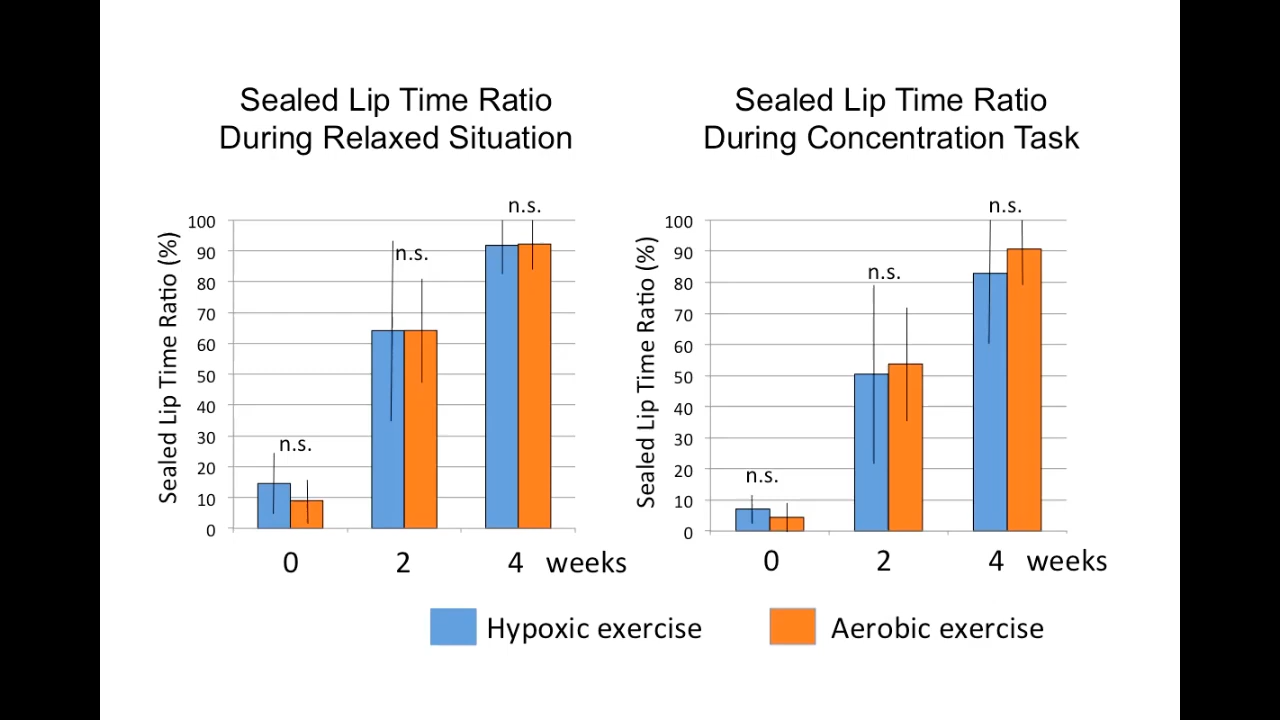 Sealed Lip Time Ratio
During Relaxed Situation
Sealed Lip Time Ratio (%)
100
90
80
70
60
50
40
30
20
10
0
n.s.
n.s.
n.s.
0 2 4 weeks
Sealed Lip Time Ratio
During Concentration Task
Sealed Lip Time Ratio (%)
100
90
80
70
60
50
40
30
20
10
0
n.s.
n.s.
n.s.
0 2 4 weeks
Hypoxic exercise Aerobic exercise